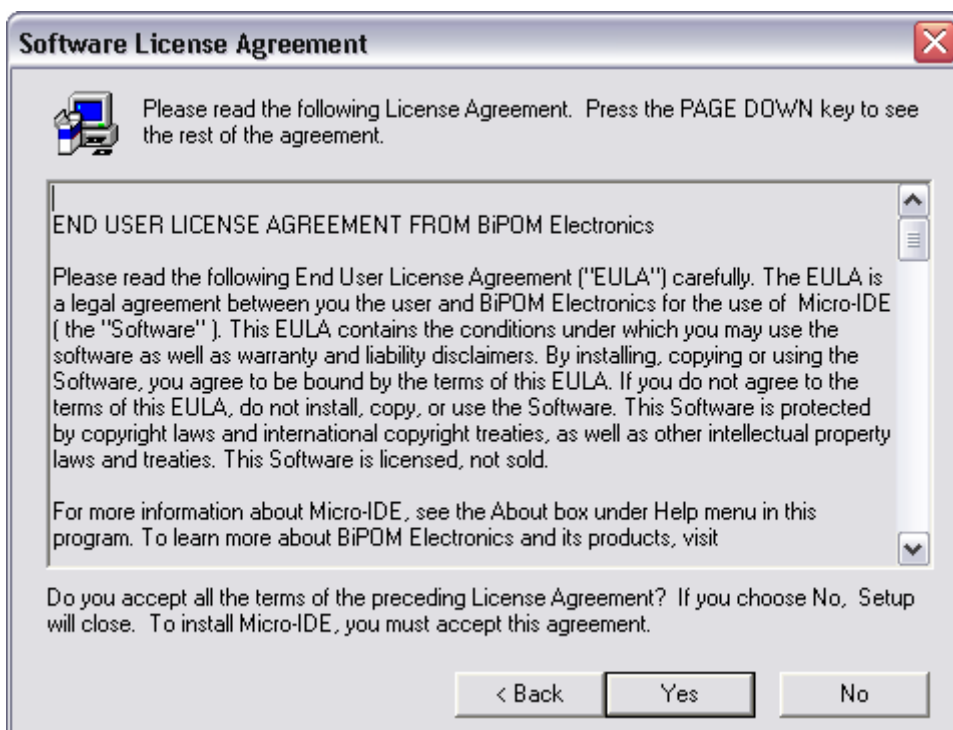 Software License Agreement
Please read the following License Agreement. Press the PAGE DOWN key to see
the rest of the agreement.
END USER LICENSE AGREEMENT FROM BiPOM Electronics
Please read the following End User License Agreement ("EULA") carefully. The EULA is
a legal agreement between you the user and BiPOM Electronics for the use of Micro-IDE
( the "Software" ). This EULA contains the conditions under which you may use the
software as well as warranty and liability disclaimers. By installing, copying or using the
Software, you agree to be bound by the terms of this EULA. If you do not agree to the
terms of this EULA, do not install, copy, or use the Software. This Software is protected
by copyright laws and international copyright treaties, as well as other intellectual property
laws and treaties. This Software is licensed, not sold.
For more information about Micro-IDE, see the About box under Help menu in this
program. To learn more about BiPOM Electronics and its products, visit
Do you accept all the terms of the preceding License Agreement? If you choose No, Setup
will close. To install Micro-IDE, you must accept this agreement.
< Back
Yes
No